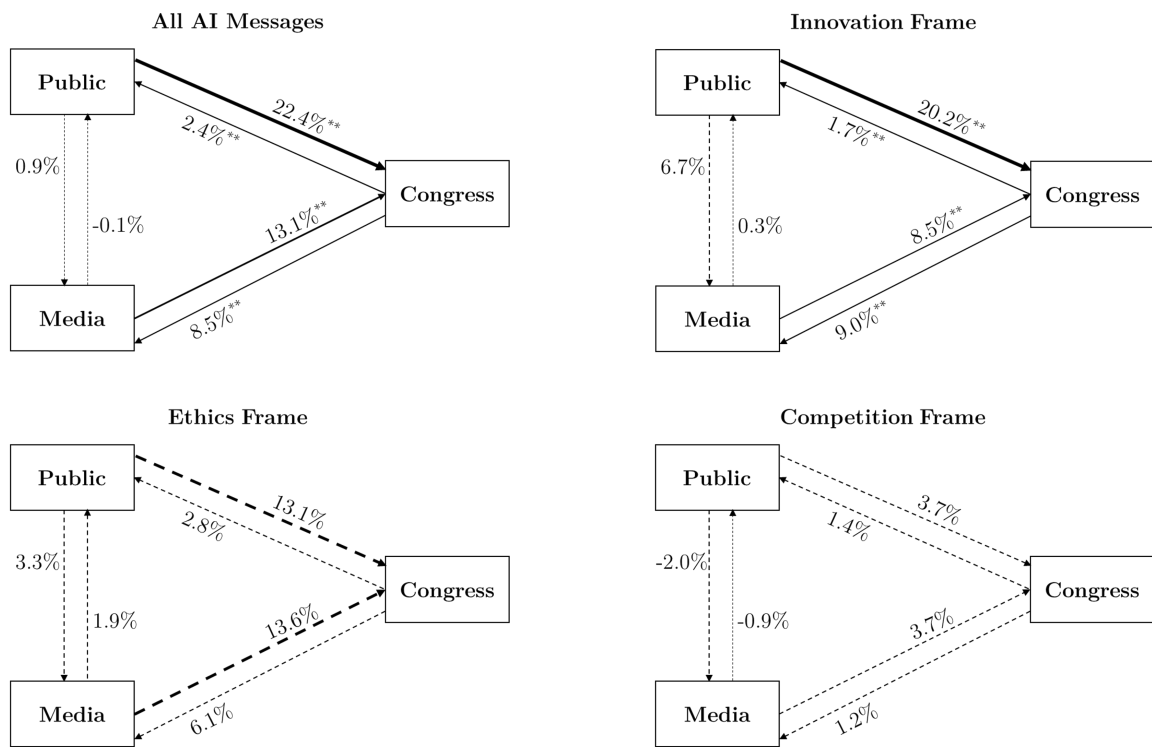 All AI Messages
Public
22.4%**
2.4%**
0.9%
-0.1%
Congress
13.1%**
8.5%**
Media
Innovation Frame
Public
20.2%**
1.7%**
6.7%
0.3%
Congress
8.5%**
9.0%**
Media
Ethics Frame
Public
13.1%
2.8%
3.3%
1.9%
Congress
13.6%
6.1%
Media
Competition Frame
Public
3.7%
1.4%
-2.0%
-0.9%
Congress
3.7%
1.2%
Media